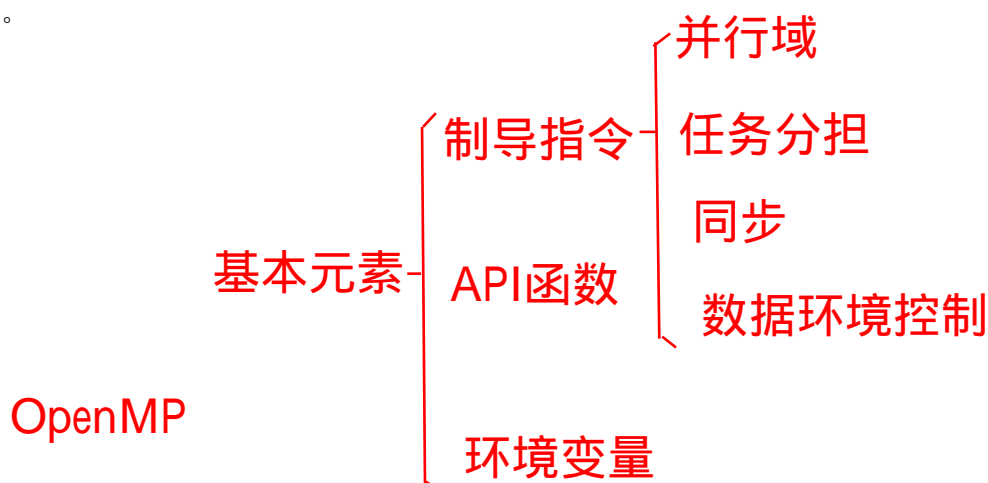 。
并行域
制导指令
任务分担
同步
基本元素
API函数
数据环境控制
OpenMP
环境变量